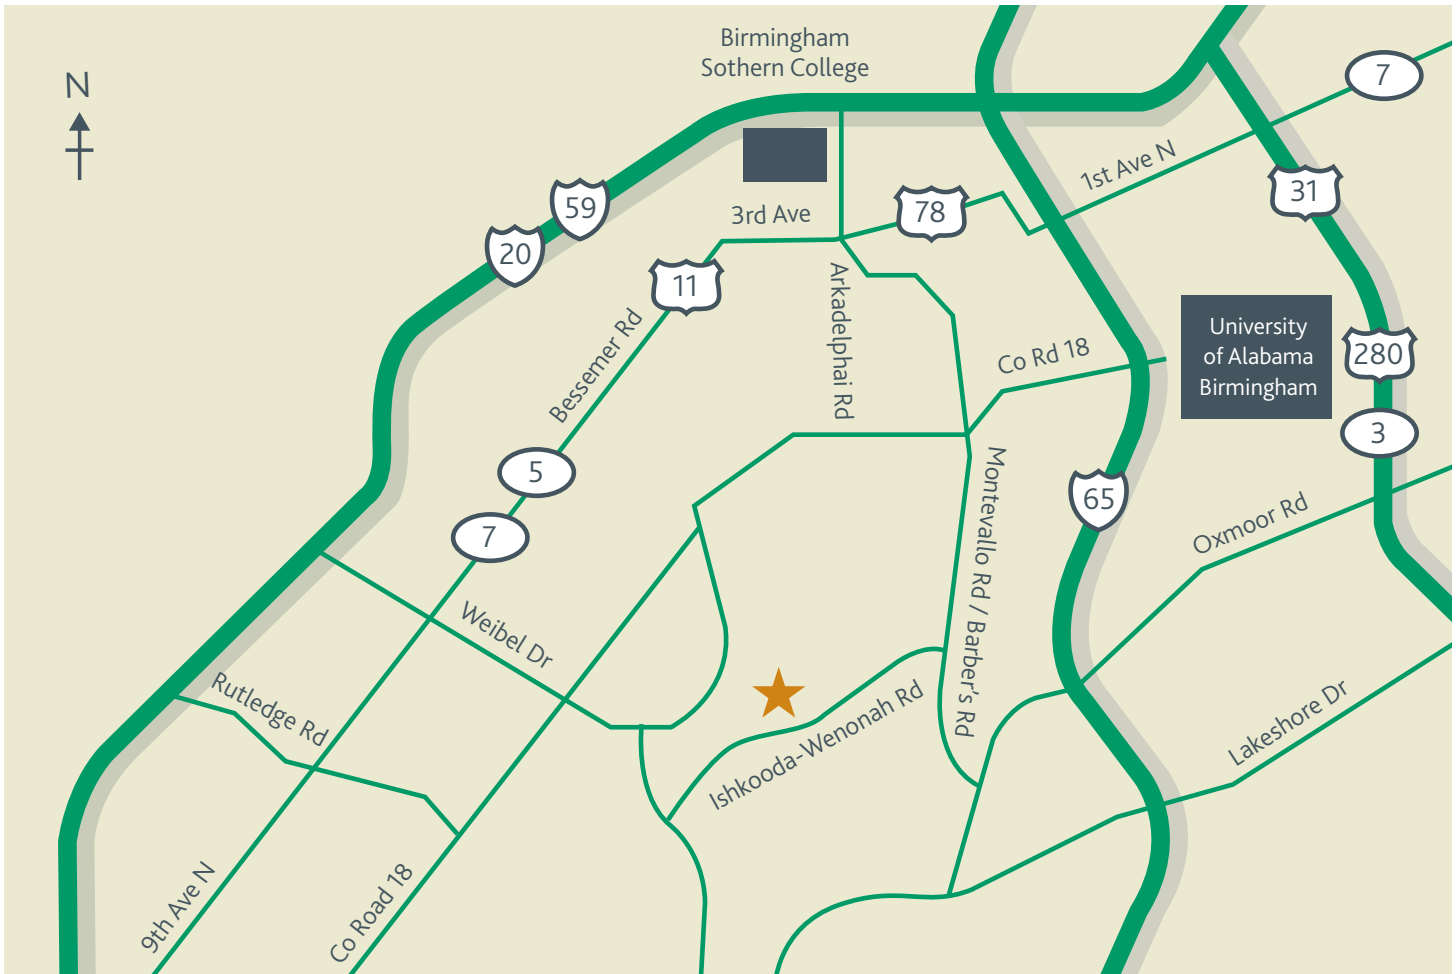 Birmingham
Sothern College
N
7
1st Ave N
59
31
3rd Ave
78
20
11
Arkadelphai Rd
Bessemer Rd
University
of Alabama
Birmingham
280
Co Rd 18
3
5
Montevallo Rd / Barber's Rd
65
7
Oxmoor Rd
Weibel Dr
Rutledge Rd
Ishkooda-Wenonah Rd
Lakeshore Dr
9th Ave N
Co Road 18